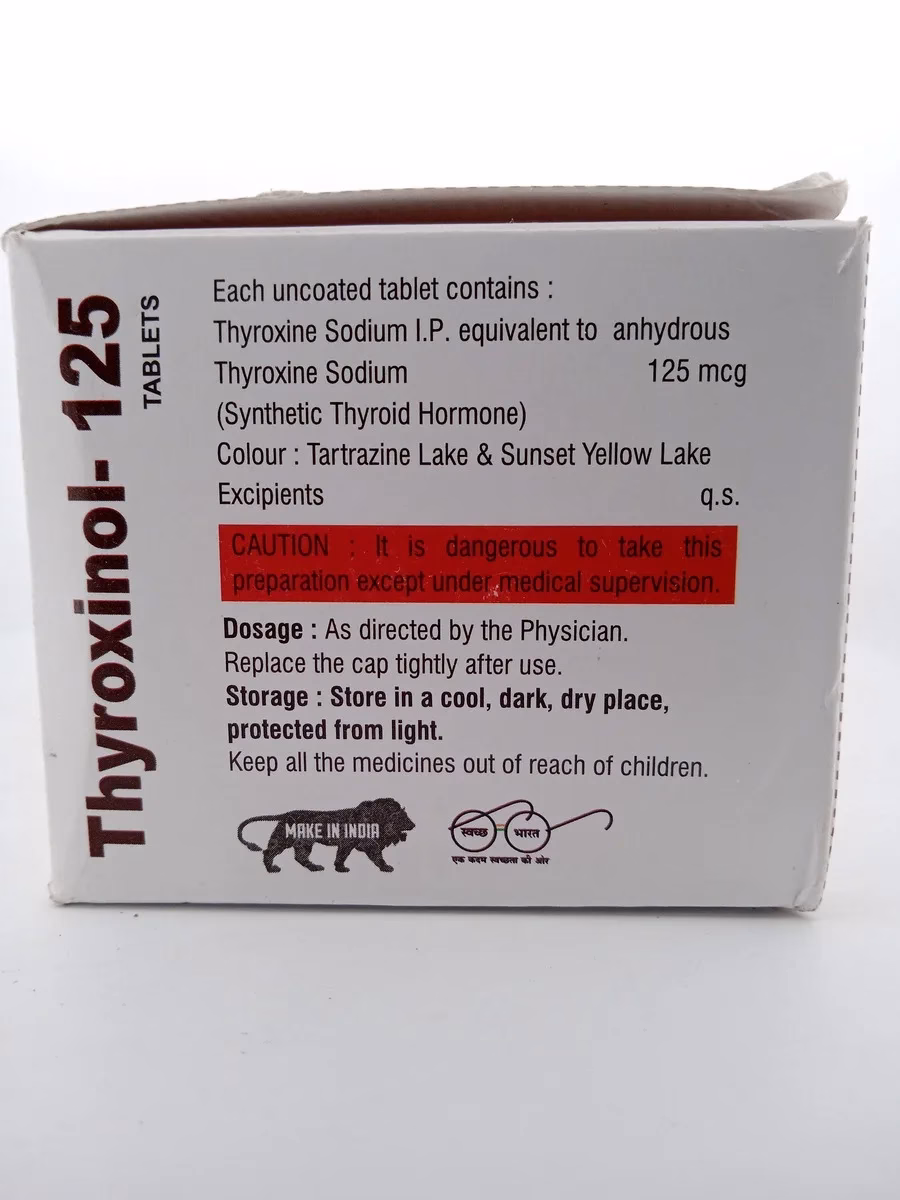 Thyroxinol- 125
TABLETS
Each uncoated tablet contains :
Thyroxine Sodium I.P. equivalent to anhydrous
Thyroxine Sodium 125 mcg
(Synthetic Thyroid Hormone)
Colour : Tartrazine Lake & Sunset Yellow Lake
Excipients q.s.
CAUTION : It is dangerous to take this
preparation except under medical supervision.
Dosage : As directed by the Physician.
Replace the cap tightly after use.
Storage : Store in a cool, dark, dry place,
protected from light.
Keep all the medicines out of reach of children.
MAKE IN INDIA
स्वच्छ भारत
एक कदम स्वच्छता की ओर